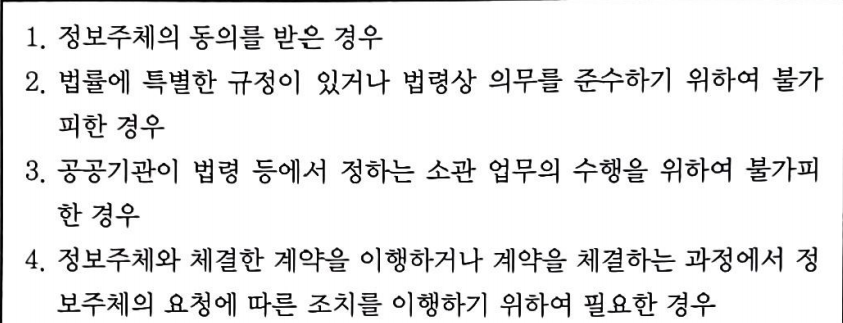 1. 정보주체의 동의를 받은 경우
2. 법률에 특별한 규정이 있거나 법령상 의무를 준수하기 위하여 불가
피한 경우
3. 공공기관이 법령 등에서 정하는 소관 업무의 수행을 위하여 불가피
한 경우
4. 정보주체와 체결한 계약을 이행하거나 계약을 체결하는 과정에서 정
보주체의 요청에 따른 조치를 이행하기 위하여 필요한 경우